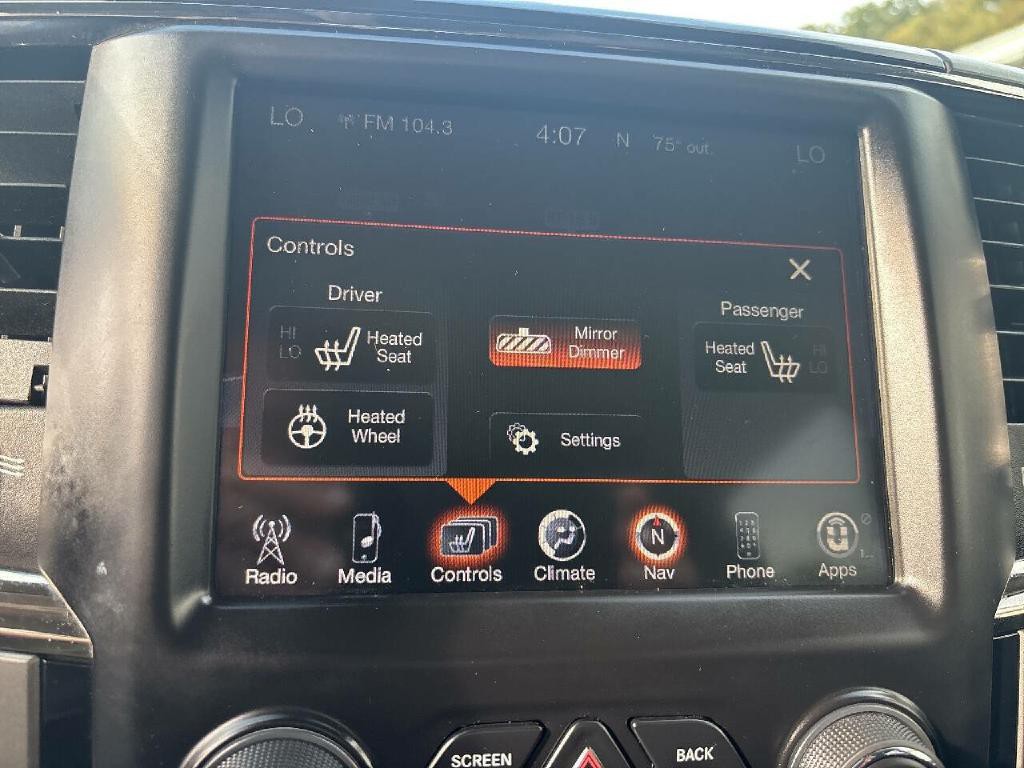 LO FM 104.3 4:07 N 75° out. LO
Controls
Driver
HI
LO
Heated
Seat
Heated
Wheel
Mirror
Dimmer
Settings
Passenger
Heated
Seat
HI
LO
N
Radio Media Controls Climate Nav Phone Apps
SCREEN
BACK